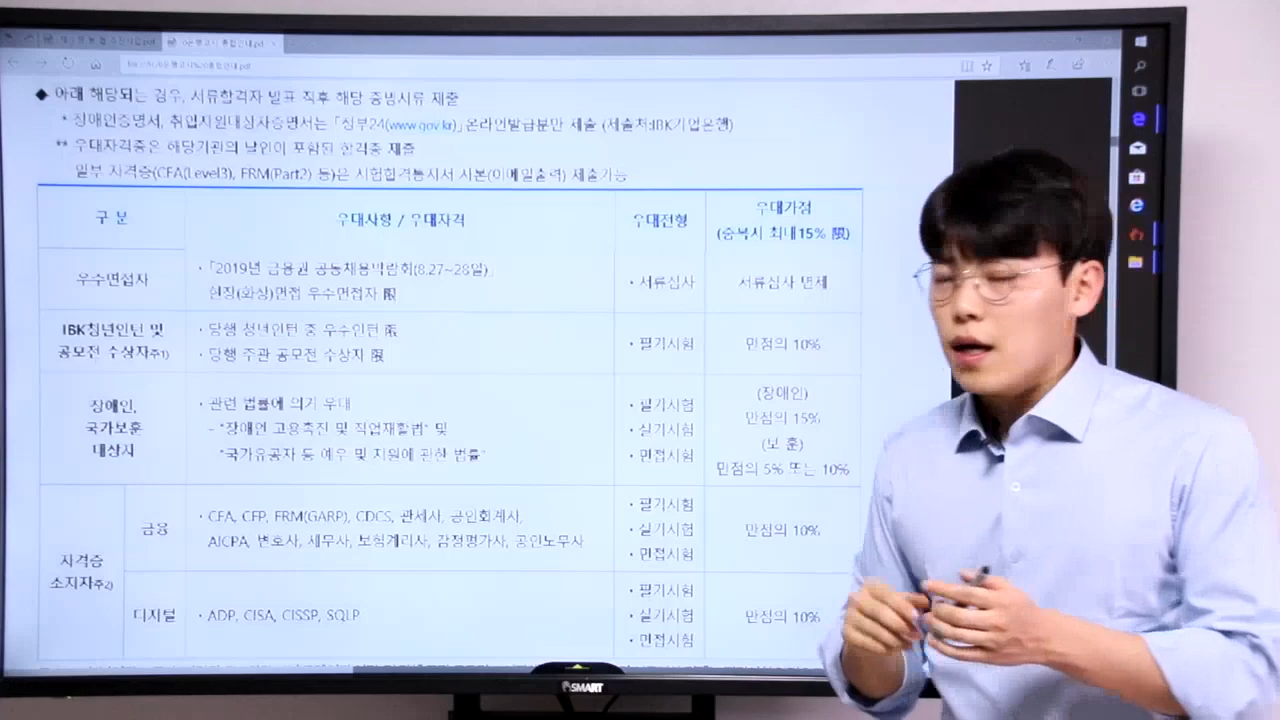 ◆ 아래 해당되는 경우, 서류합격자 발표 직후 해당 증빙서류 제출
* 장애인증명서, 취업지원대상자증명서는 「정부24(www.gov.kr)」온라인발급분만 제출 (제출처:IBK기업은행)
** 우대자격증은 해당기관의 날인이 포함된 합격증 제출
일부 자격증(CFA(Level3), FRM(Part2) 등)은 시험합격통지서 사본(이메일출력) 제출가능
구 분
우대사항 / 우대자격
우대전형
우대가점
(중복시 최대15% 限)
우수면접자
· 「2019년 금융권 공동채용박람회(8.27~28일)」
현장(화상)면접 우수면접자 限
· 서류심사
서류심사 면제
IBK청년인턴 및
공모전 수상자주1)
· 당행 청년인턴 중 우수인턴 限
· 당행 주관 공모전 수상자 限
· 필기시험
만점의 10%
장애인,
국가보훈
대상자
· 관련 법률에 의거 우대
- "장애인 고용촉진 및 직업재활법" 및
"국가유공자 등 예우 및 지원에 관한 법률"
· 필기시험
· 실기시험
· 면접시험
(장애인)
만점의 15%
(보 훈)
만점의 5% 또는 10%
자격증
소지자주2)
금융
· CFA, CFP, FRM(GARP), CDCS, 관세사, 공인회계사,
AICPA, 변호사, 세무사, 보험계리사, 감정평가사, 공인노무사
· 필기시험
· 실기시험
· 면접시험
만점의 10%
디지털
· ADP, CISA, CISSP, SQLP
· 필기시험
· 실기시험
· 면접시험
만점의 10%
SMART